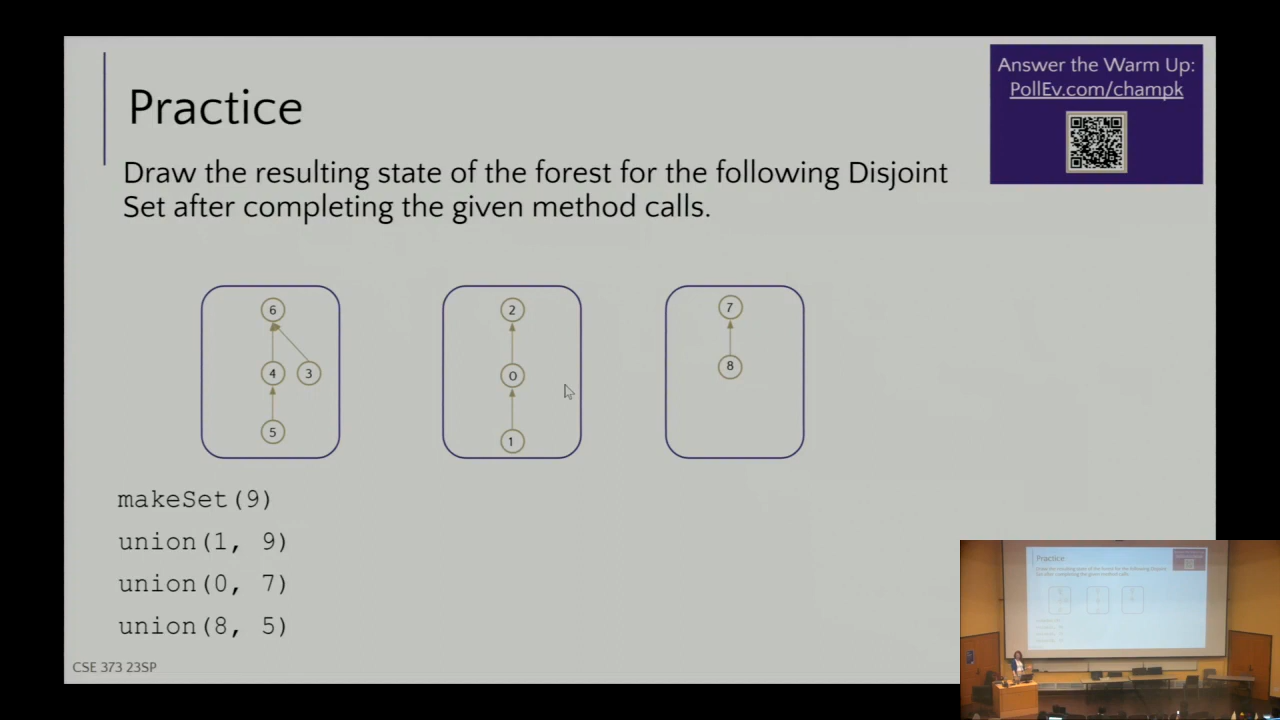 Answer the Warm Up:
PollEv.com/champk
Practice
Draw the resulting state of the forest for the following Disjoint
Set after completing the given method calls.
6
2
7
4
3
0
8
5
1
makeSet(9)
union(1, 9)
union(0, 7)
union(8, 5)
CSE 373 23SP
Practice